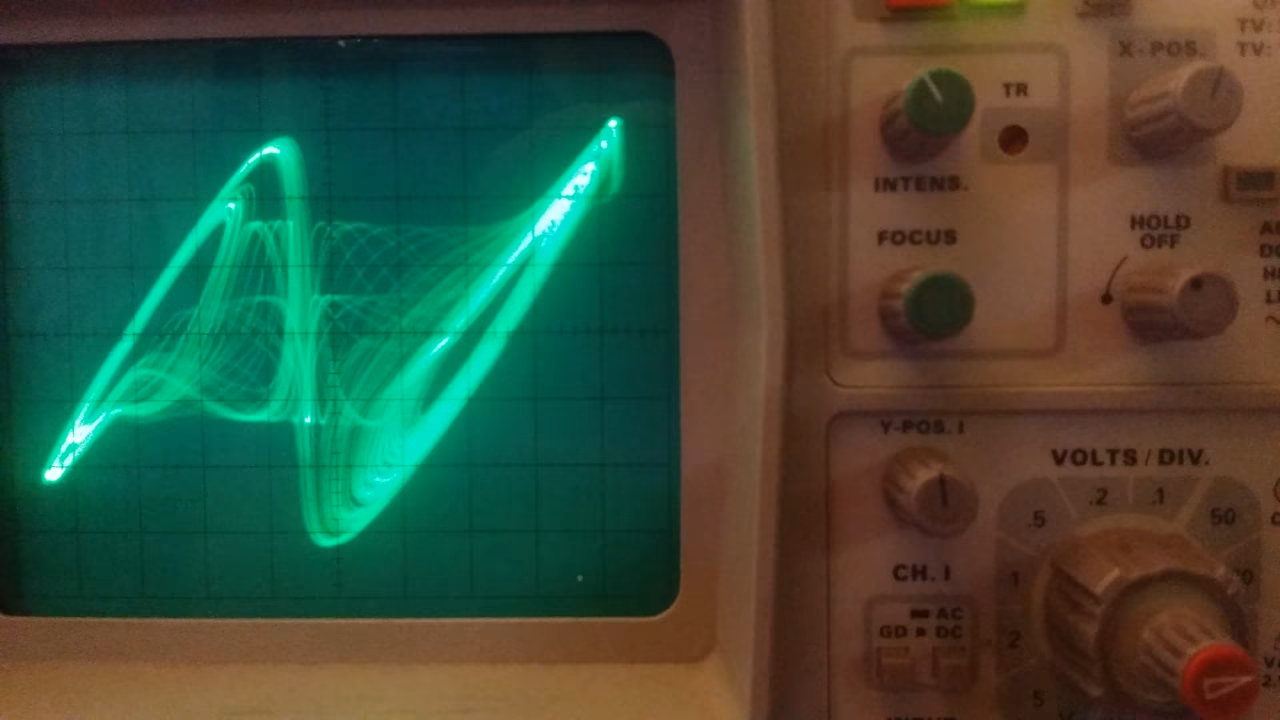 TV:
TV:
X-POS.
TR
INTENS.
HOLD
OFF
FOCUS
Y-POS. I
VOLTS / DIV.
.5
.2
.1
50
1
2
5
CH. I
AC
GD DC